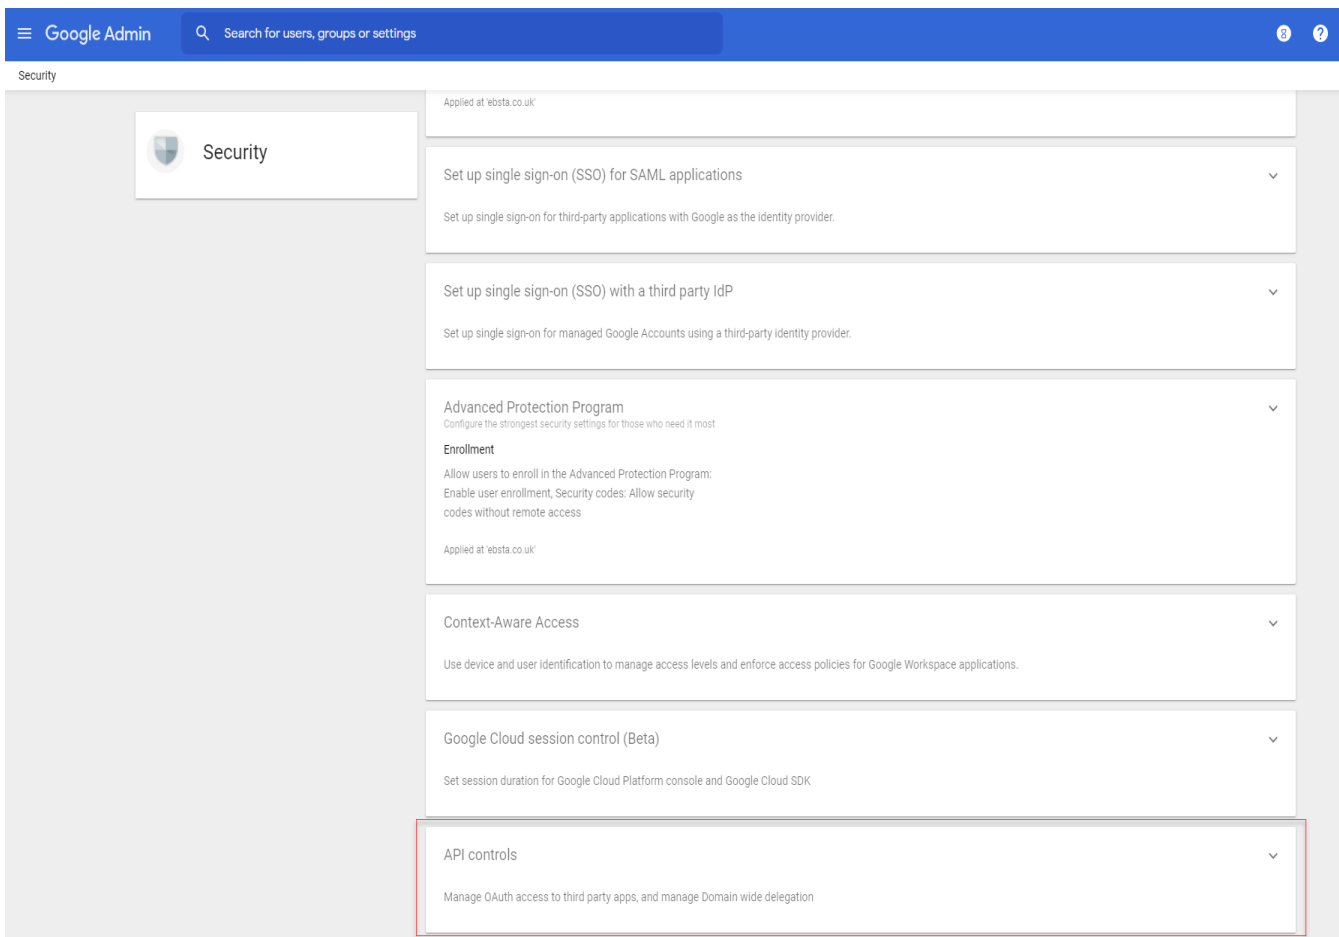 Google Admin
Search for users, groups or settings
Security
Applied at 'ebsta.co.uk'
Security
Set up single sign-on (SSO) for SAML applications
Set up single sign-on for third-party applications with Google as the identity provider.
Set up single sign-on (SSO) with a third party IdP
Set up single sign-on for managed Google Accounts using a third-party identity provider.
Advanced Protection Program
Configure the strongest security settings for those who need it most
Enrollment
Allow users to enroll in the Advanced Protection Program:
Enable user enrollment, Security codes: Allow security
codes without remote access
Applied at 'ebsta.co.uk'
Context-Aware Access
Use device and user identification to manage access levels and enforce access policies for Google Workspace applications.
Google Cloud session control (Beta)
Set session duration for Google Cloud Platform console and Google Cloud SDK
API controls
Manage OAuth access to third party apps, and manage Domain wide delegation